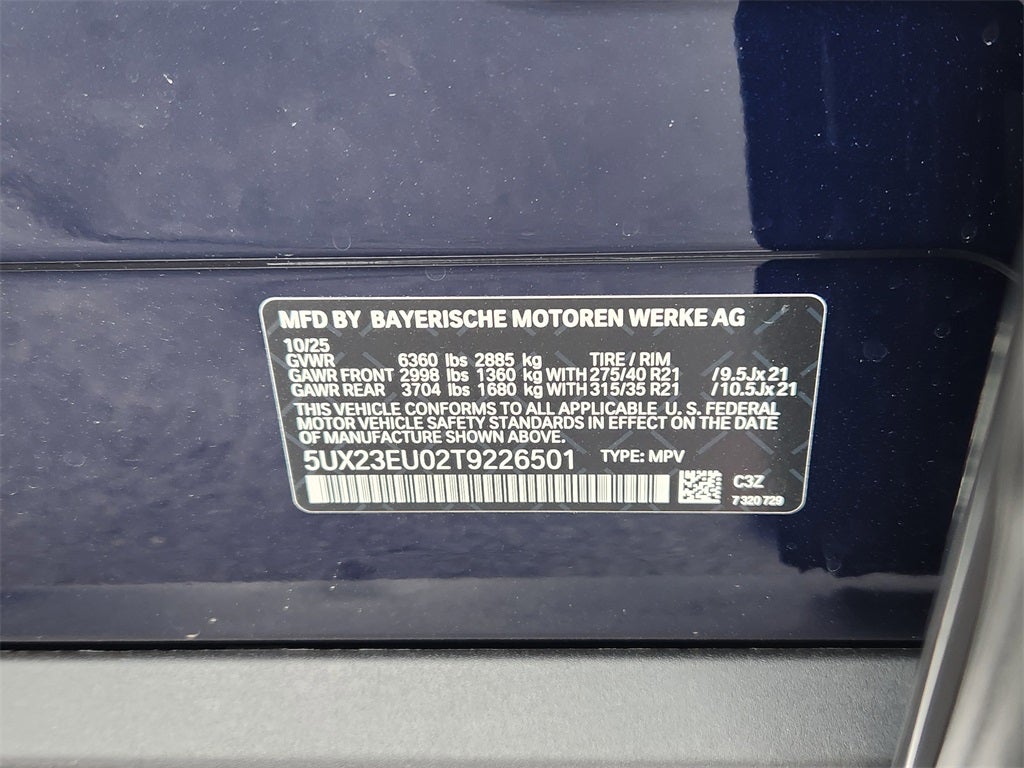 MFD BY BAYERISCHE MOTOREN WERKE AG
10/25
GVWR 6360 lbs 2885 kg TIRE / RIM
GAWR FRONT 2998 lbs 1360 kg WITH 275/40 R21 /9.5Jx21
GAWR REAR 3704 lbs 1680 kg WITH 315/35 R21 /10.5Jx21
THIS VEHICLE CONFORMS TO ALL APPLICABLE U. S. FEDERAL
MOTOR VEHICLE SAFETY STANDARDS IN EFFECT ON THE DATE
OF MANUFACTURE SHOWN ABOVE.
5UX23EU02T9226501 TYPE: MPV
C3Z
7 320 729